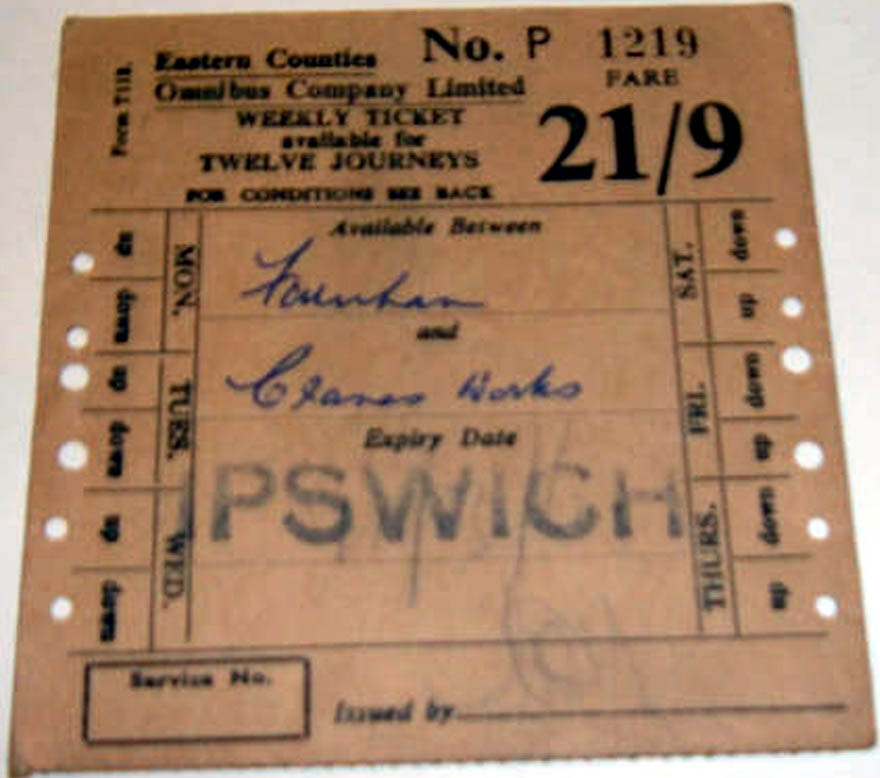 Form T11B.
Eastern Counties
Omnibus Company Limited
No. P 1219
FARE
21/9
WEEKLY TICKET
available for
TWELVE JOURNEYS
FOR CONDITIONS SEE BACK
Available Between
Farnham
and
Cranes Works
Expiry Date
IPSWICH
MON.
up
down
TUES.
up
down
WED.
up
down
SAT.
down
up
FRI.
down
up
THURS.
down
up
Service No.
Issued by